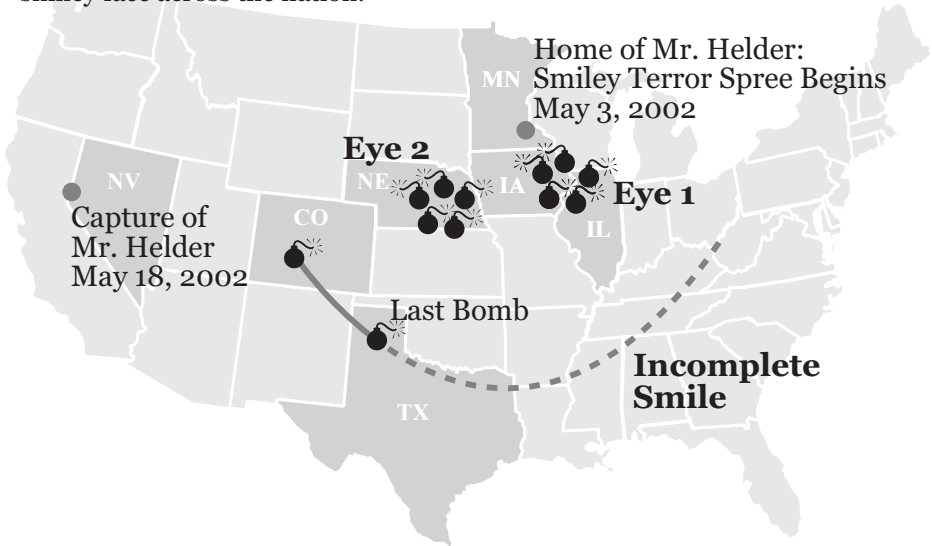 smiley face across the nation.
Home of Mr. Helder:
Smiley Terror Spree Begins
May 3, 2002
MN
Eye 2
NE
IA
Eye 1
NV
CO
IL
Capture of
Mr. Helder
May 18, 2002
Last Bomb
Incomplete
Smile
TX